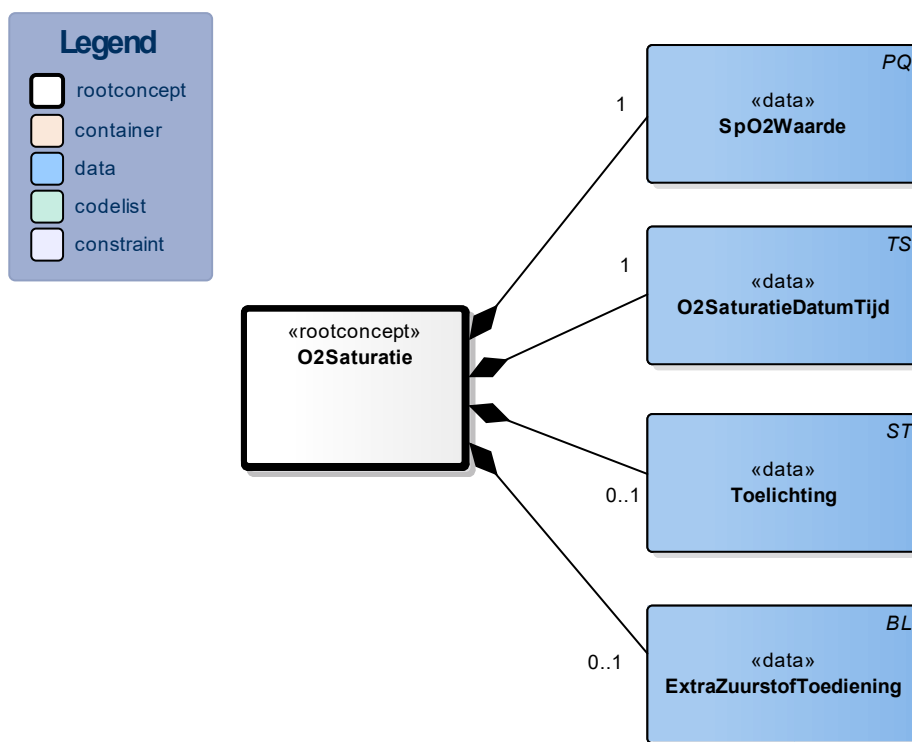 Legend
rootconcept
container
data
codelist
constraint
«rootconcept»
O2Saturatie
1
PQ
«data»
SpO2Waarde
1
TS
«data»
O2SaturatieDatumTijd
0..1
ST
«data»
Toelichting
0..1
BL
«data»
ExtraZuurstofToediening